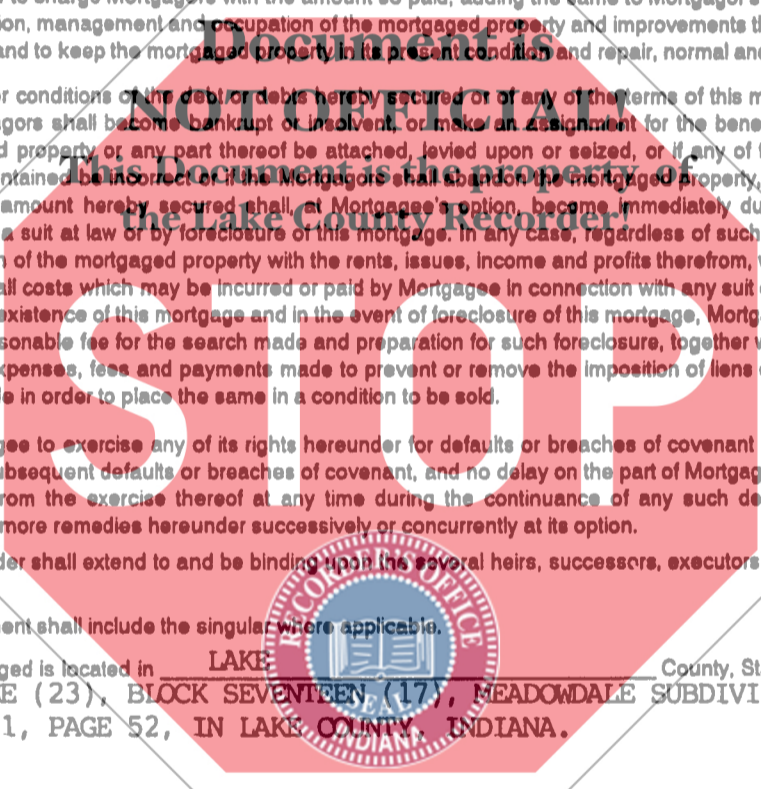 to charge Mortgagors with the amount so paid, adding the same to Mortgagor's
ion, management and occupation of the mortgaged property and improvements th
and to keep the mortgaged property in its present condition and repair, normal and
Document is
or conditions of the debt or debts hereby secured or of any of the terms of this m
NOT OFFICIAL!
gors shall become bankrupt or insolvent, or make an assignment for the bene
d property or any part thereof be attached, levied upon or seized, or if any of
This Document is the property of
ntained be incorrect or if the Mortgagors shall abandon the mortgaged property,
amount hereby secured shall, at Mortgagee's option, become immediately du
the Lake County Recorder!
a suit at law or by foreclosure of this mortgage. In any case, regardless of such
of the mortgaged property with the rents, issues, income and profits therefrom,
all costs which may be incurred or paid by Mortgagee in connection with any suit
existence of this mortgage and in the event of foreclosure of this mortgage, Mortg
sonable fee for the search made and preparation for such foreclosure, together
xpenses, fees and payments made to prevent or remove the imposition of liens
e in order to place the same in a condition to be sold.
STOP
gee to exercise any of its rights hereunder for defaults or breaches of covenant
ubsequent defaults or breaches of covenant, and no delay on the part of Mortgag
rom the exercise thereof at any time during the continuance of any such de
more remedies hereunder successively or concurrently at its option.
der shall extend to and be binding upon the several heirs, successors, executors
RECORDER'S OFFICE
ent shall include the singular where applicable.
ged is located in LAKE County, St
E (23), BLOCK SEVENTEEN (17), MEADOWDALE SUBDIVI
SEAL
1, PAGE 52, IN LAKE COUNTY, INDIANA.
INDIANA